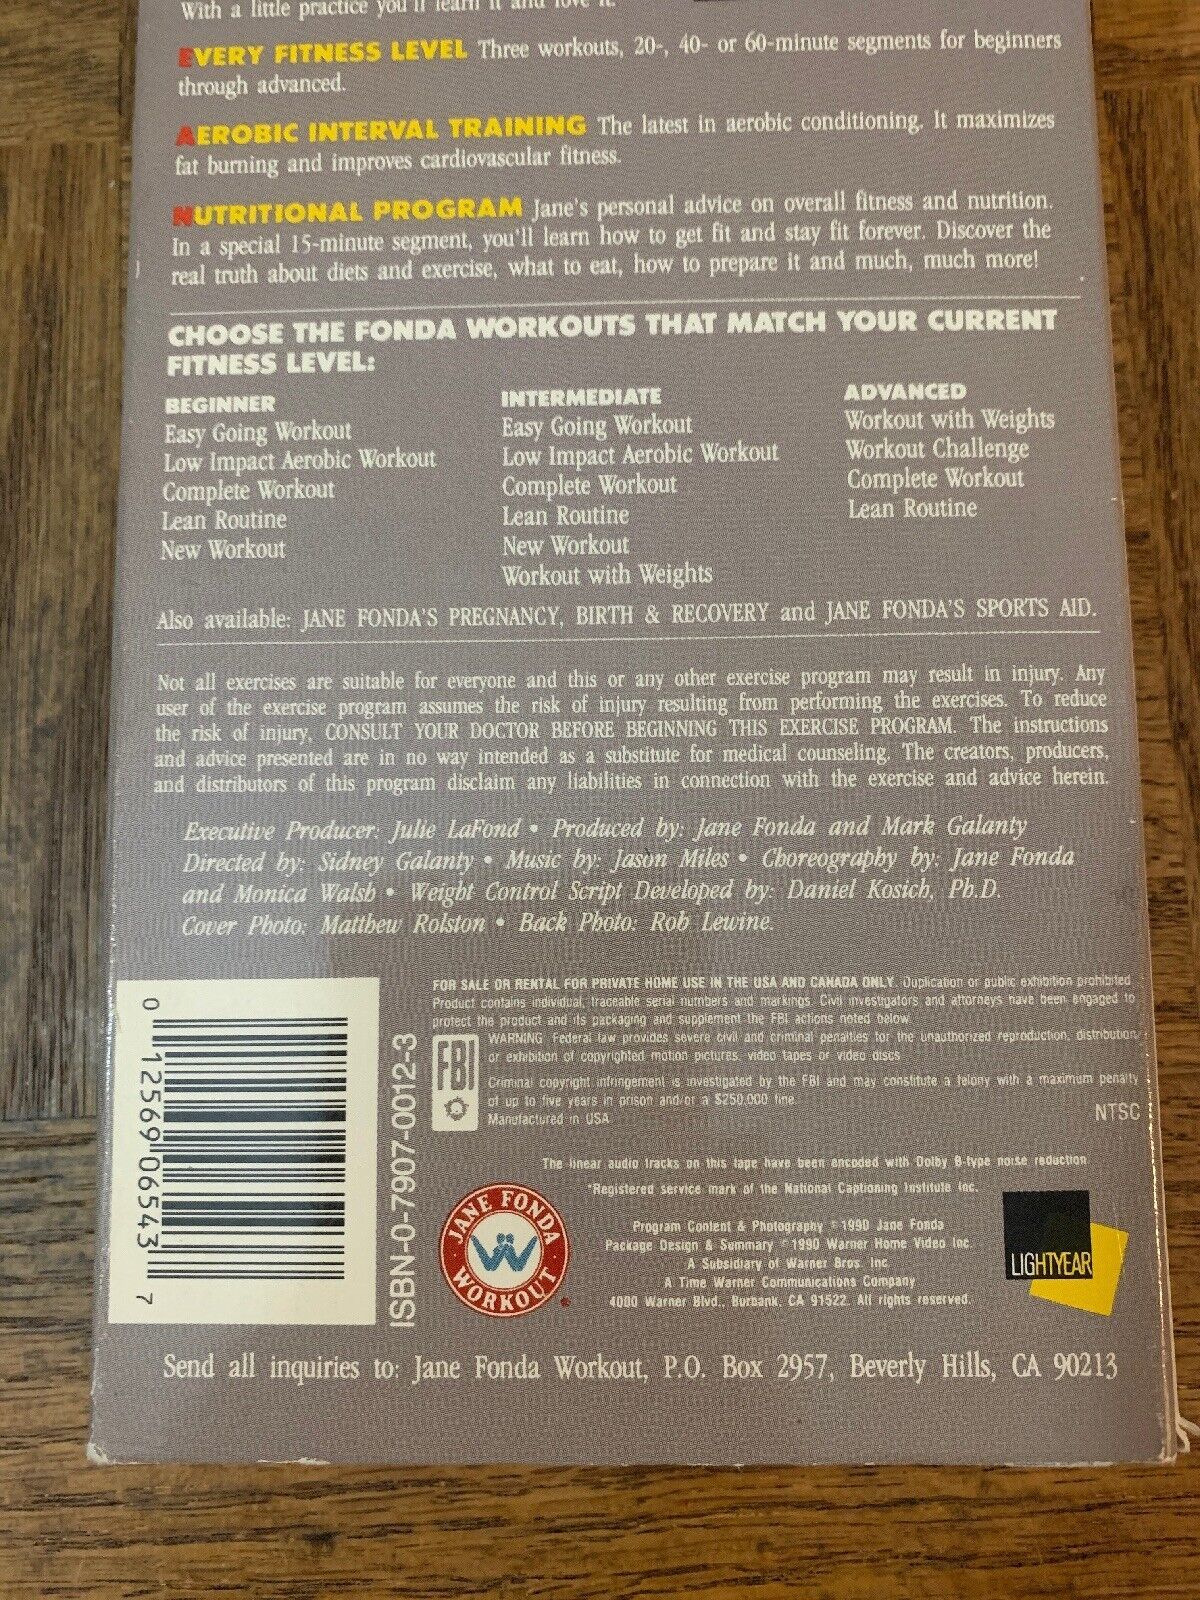 With a little practice you'll learn it and love it.
EVERY FITNESS LEVEL Three workouts, 20-, 40- or 60-minute segments for beginners
through advanced.
AEROBIC INTERVAL TRAINING The latest in aerobic conditioning. It maximizes
fat burning and improves cardiovascular fitness.
NUTRITIONAL PROGRAM Jane's personal advice on overall fitness and nutrition.
In a special 15-minute segment, you'll learn how to get fit and stay fit forever. Discover the
real truth about diets and exercise, what to eat, how to prepare it and much, much more!
CHOOSE THE FONDA WORKOUTS THAT MATCH YOUR CURRENT
FITNESS LEVEL:
BEGINNER
Easy Going Workout
Low Impact Aerobic Workout
Complete Workout
Lean Routine
New Workout
INTERMEDIATE
Easy Going Workout
Low Impact Aerobic Workout
Complete Workout
Lean Routine
New Workout
Workout with Weights
ADVANCED
Workout with Weights
Workout Challenge
Complete Workout
Lean Routine
Also available: JANE FONDA'S PREGNANCY, BIRTH & RECOVERY and JANE FONDA'S SPORTS AID.
Not all exercises are suitable for everyone and this or any other exercise program may result in injury. Any
user of the exercise program assumes the risk of injury resulting from performing the exercises. To reduce
the risk of injury, CONSULT YOUR DOCTOR BEFORE BEGINNING THIS EXERCISE PROGRAM. The instructions
and advice presented are in no way intended as a substitute for medical counseling. The creators, producers,
and distributors of this program disclaim any liabilities in connection with the exercise and advice herein.
Executive Producer: Julie LaFond • Produced by: Jane Fonda and Mark Galanty
Directed by: Sidney Galanty • Music by: Jason Miles • Choreography by: Jane Fonda
and Monica Walsh • Weight Control Script Developed by: Daniel Kosich, Ph.D.
Cover Photo: Matthew Rolston • Back Photo: Rob Lewine.
0 12569 06543 7
ISBN-0-7907-0012-3
FOR SALE OR RENTAL FOR PRIVATE HOME USE IN THE USA AND CANADA ONLY. Duplication or public exhibition prohibited.
Product contains individual, traceable serial numbers and markings. Civil investigators and attorneys have been engaged to
protect the product and its packaging and supplement the FBI actions noted below.
FBI
WARNING: Federal law provides severe civil and criminal penalties for the unauthorized reproduction, distribution,
or exhibition of copyrighted motion pictures, video tapes or video discs.
Criminal copyright infringement is investigated by the FBI and may constitute a felony with a maximum penalty
of up to five years in prison and/or a $250,000 fine.
Manufactured in USA
NTSC
The linear audio tracks on this tape have been encoded with Dolby B-type noise reduction
*Registered service mark of the National Captioning Institute Inc.
JANE FONDA
WORKOUT
Program Content & Photography © 1990 Jane Fonda
Package Design & Summary © 1990 Warner Home Video Inc.
A Subsidiary of Warner Bros. Inc.
A Time Warner Communications Company
4000 Warner Blvd., Burbank, CA 91522. All rights reserved.
LIGHTYEAR
Send all inquiries to: Jane Fonda Workout, P.O. Box 2957, Beverly Hills, CA 90213